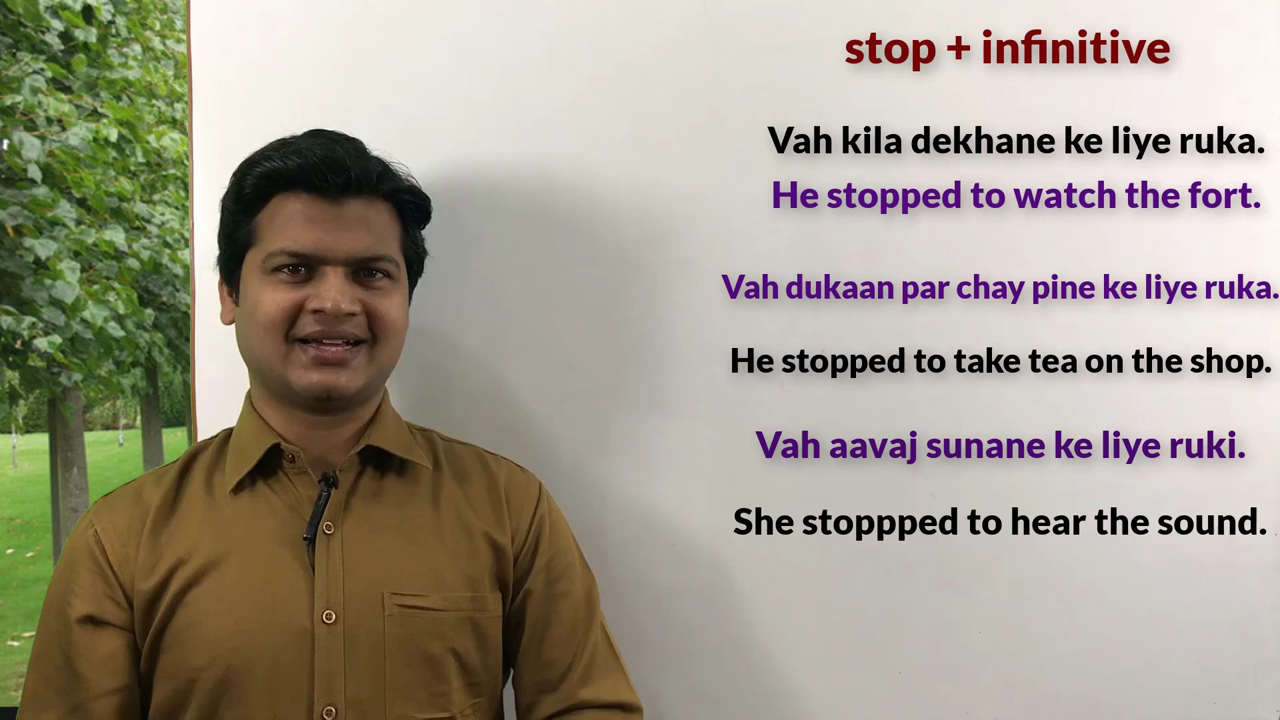 stop + infinitive
Vah kila dekhane ke liye ruka.
He stopped to watch the fort.
Vah dukaan par chay pine ke liye ruka.
He stopped to take tea on the shop.
Vah aavaj sunane ke liye ruki.
She stoppped to hear the sound.